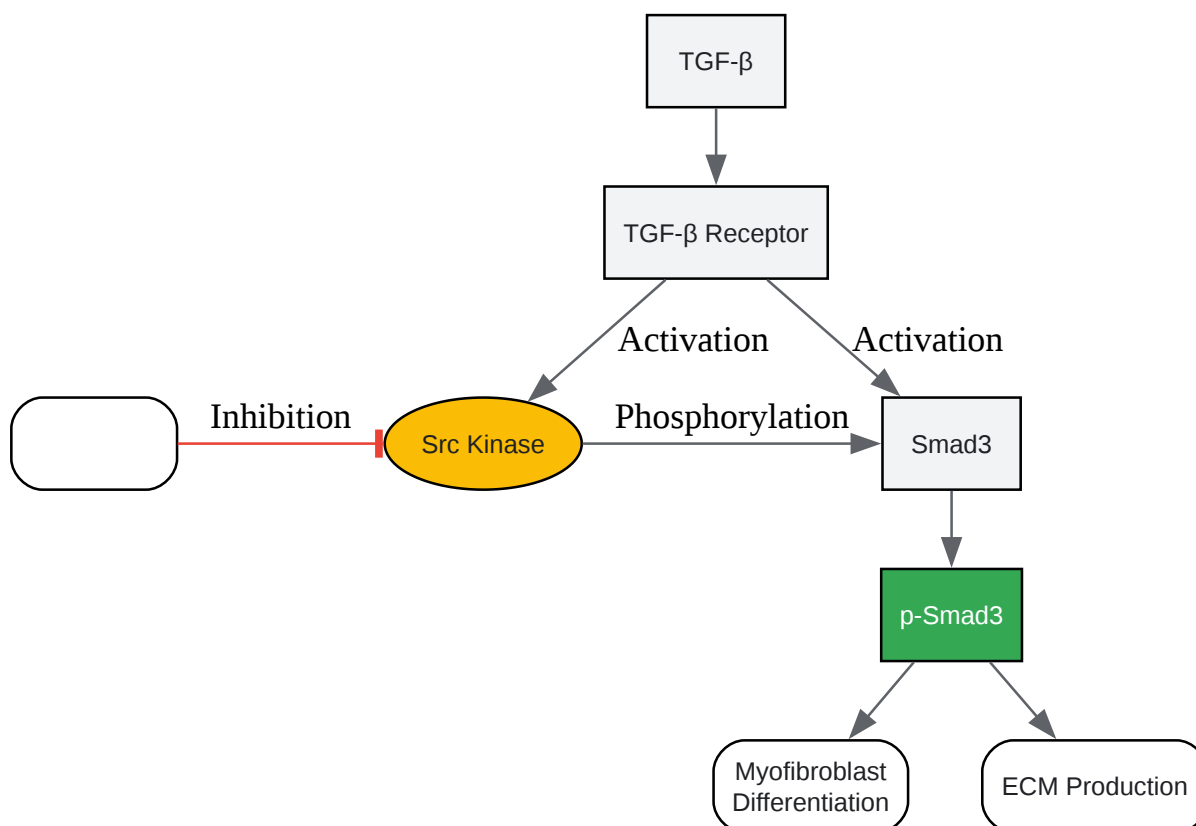 TGF-β
TGF-β Receptor
Activation
Activation
Inhibition
Src Kinase
Phosphorylation
Smad3
p-Smad3
Myofibroblast
Differentiation
ECM Production